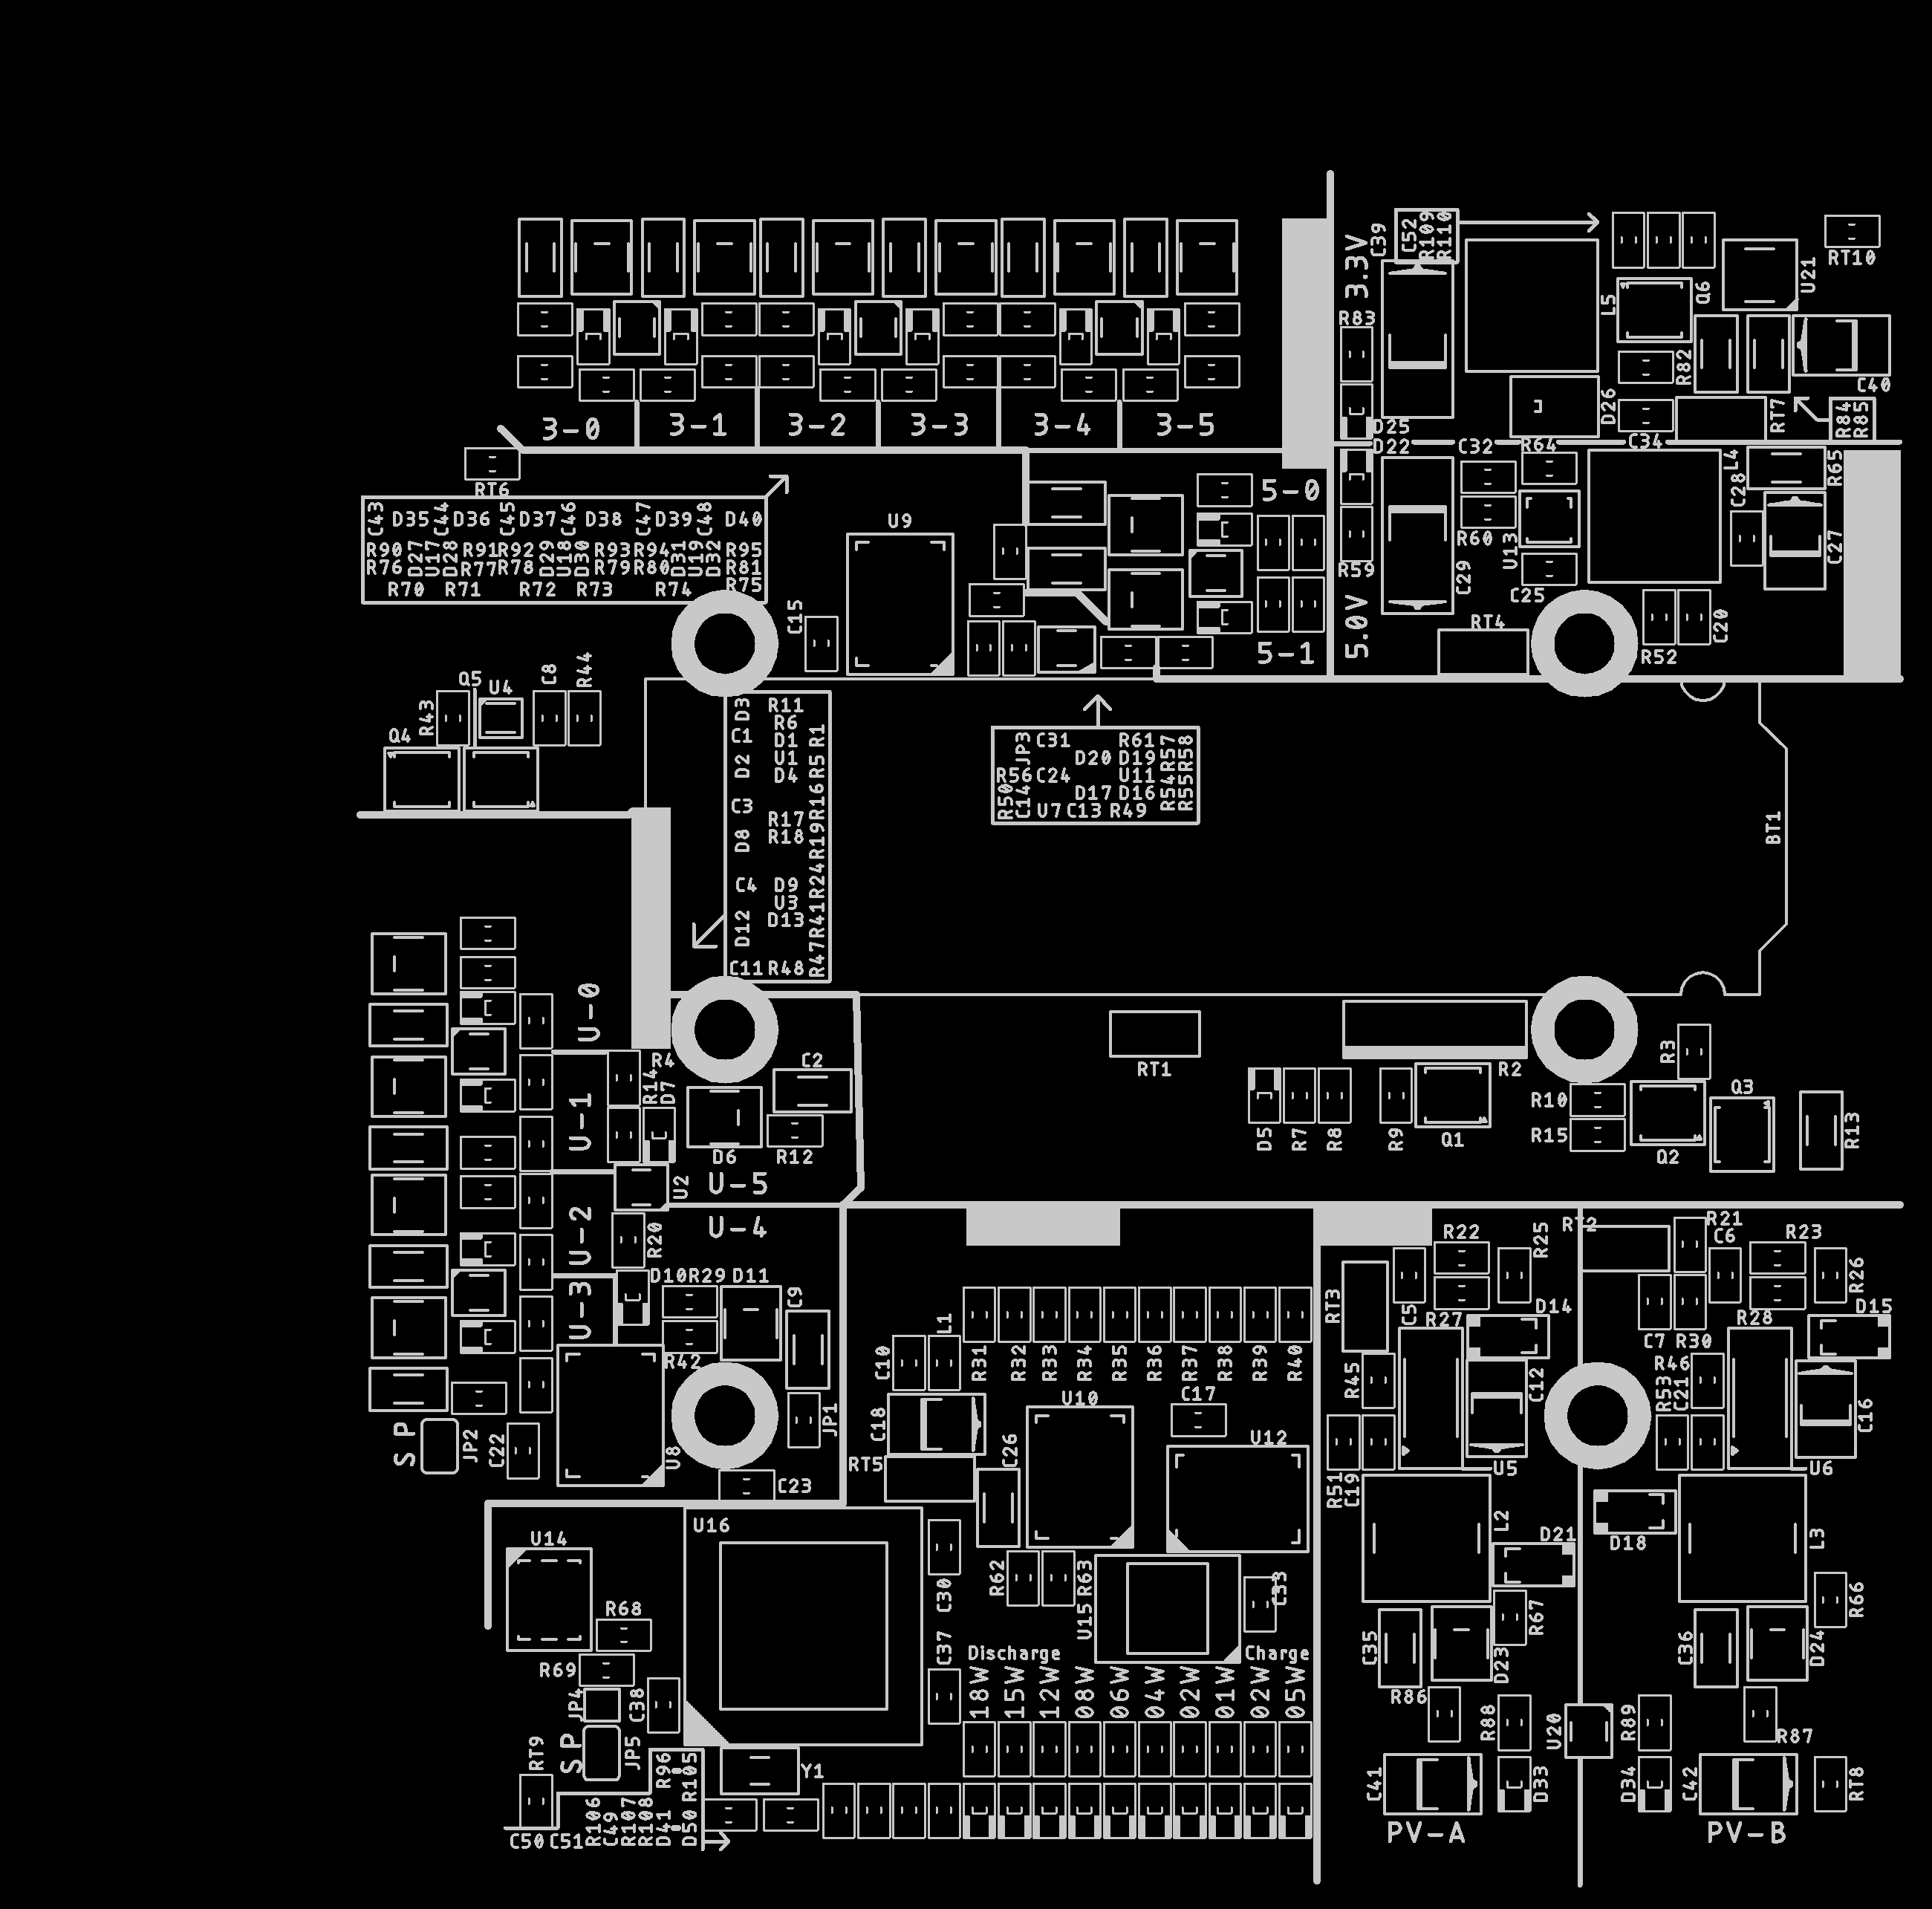 C39
C52
R109
R110
3.3V
R83
L5
Q6
U21
RT10
R82
C40
D26
RT7
R84
R85
3-0
3-1
3-2
3-3
3-4
3-5
D25
D22
C32
R64
C34
RT6
C43 D35 C44 D36 C45 D37 C46 D38 C47 D39 C48 D40
R90 D27 U17 D28 R91 R92 D29 U18 D30 R93 R94 D31 U19 D32 R95
R76 R77 R78 R79 R80 R81
R70 R71 R72 R73 R74 R75
U9
5-0
L4
R65
C28
C27
R60
U13
R59
C29
C25
C15
5.0V
RT4
C20
R52
5-1
Q5
U4
C8
R44
R43
Q4
D3 R11
R6 R1
C1 D1
D2 U1 R5
D4
C3 R16
R17
D8 R18 R19
C4 D9 R24
U3
D12 D13 R41
C11 R48 R47
JP3 C31 R61 R57 R58
D20 D19
R56 C24 U11
R50 C14 D17 D16 R54 R55
U7 C13 R49
BT1
U-0
R4
R14
D7
C2
RT1
R2
R3
U-1
D6
R12
D5
R7
R8
R9
Q1
R10
R15
Q2
Q3
R13
U2
U-5
U-4
U-2
R20
U-3
D10 R29 D11
C9
R42
RT2
R21
C6
R22
R25
R23
R26
RT3
C5
R27
D14
C7 R30
R28
D15
C10
L1
R31
R32
R33
R34
R35
R36
R37
R38
R39
R40
R45
C12
R46
R53
C21
C16
S P
JP2
C22
U8
JP1
C18
C26
U10
C17
U12
RT5
C23
R51
C19
U5
U6
U14
U16
C30
R62
R63
U15
C33
L2
D21
D18
L3
R68
R69
R67
R66
JP4
C38
C37
Discharge
Charge
18W
15W
12W
08W
06W
04W
02W
01W
02W
05W
C35
D23
C36
D24
R86
R88
U20
R89
R87
S P
JP5
RT9
R96
R105
Y1
C41
D33
D34
C42
RT8
C50 C51
R106
C49
R107
R108
D41
D50
PV-A
PV-B